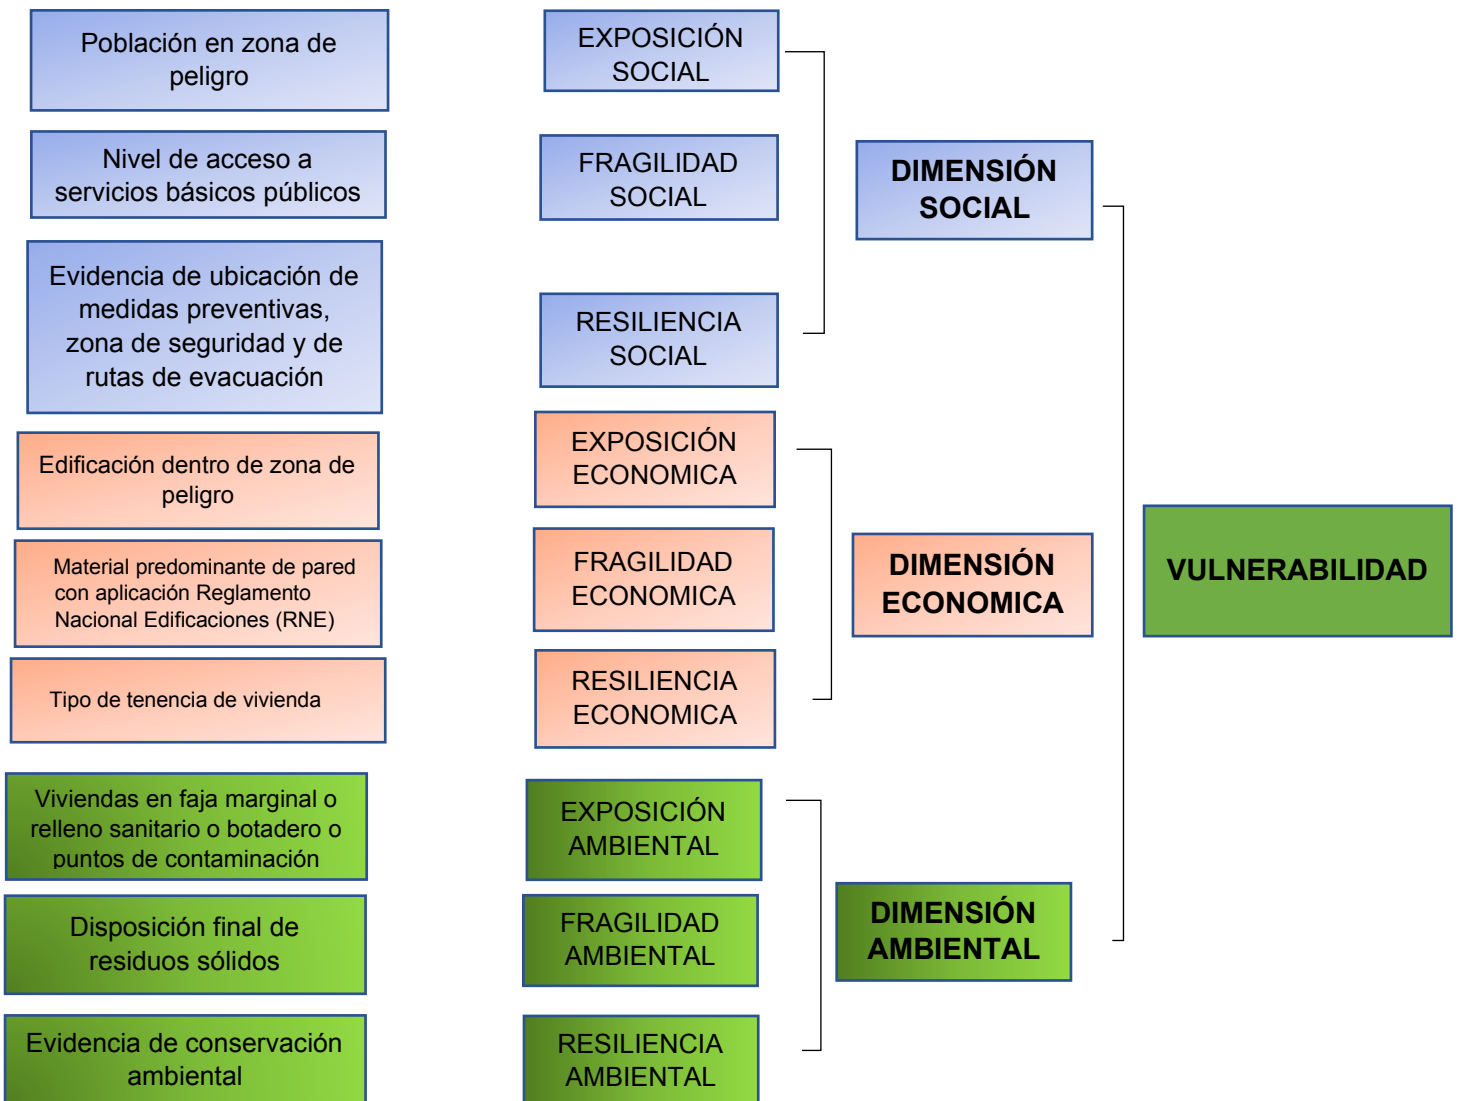 Población en zona de
peligro
EXPOSICIÓN
SOCIAL
Nivel de acceso a
servicios básicos públicos
FRAGILIDAD
SOCIAL
DIMENSIÓN
SOCIAL
Evidencia de ubicación de
medidas preventivas,
zona de seguridad y de
rutas de evacuación
RESILIENCIA
SOCIAL
Edificación dentro de zona de
peligro
EXPOSICIÓN
ECONOMICA
Material predominante de pared
con aplicación Reglamento
Nacional Edificaciones (RNE)
FRAGILIDAD
ECONOMICA
DIMENSIÓN
ECONOMICA
VULNERABILIDAD
Tipo de tenencia de vivienda
RESILIENCIA
ECONOMICA
Viviendas en faja marginal o
relleno sanitario o botadero o
puntos de contaminación
EXPOSICIÓN
AMBIENTAL
Disposición final de
residuos sólidos
FRAGILIDAD
AMBIENTAL
DIMENSIÓN
AMBIENTAL
Evidencia de conservación
ambiental
RESILIENCIA
AMBIENTAL